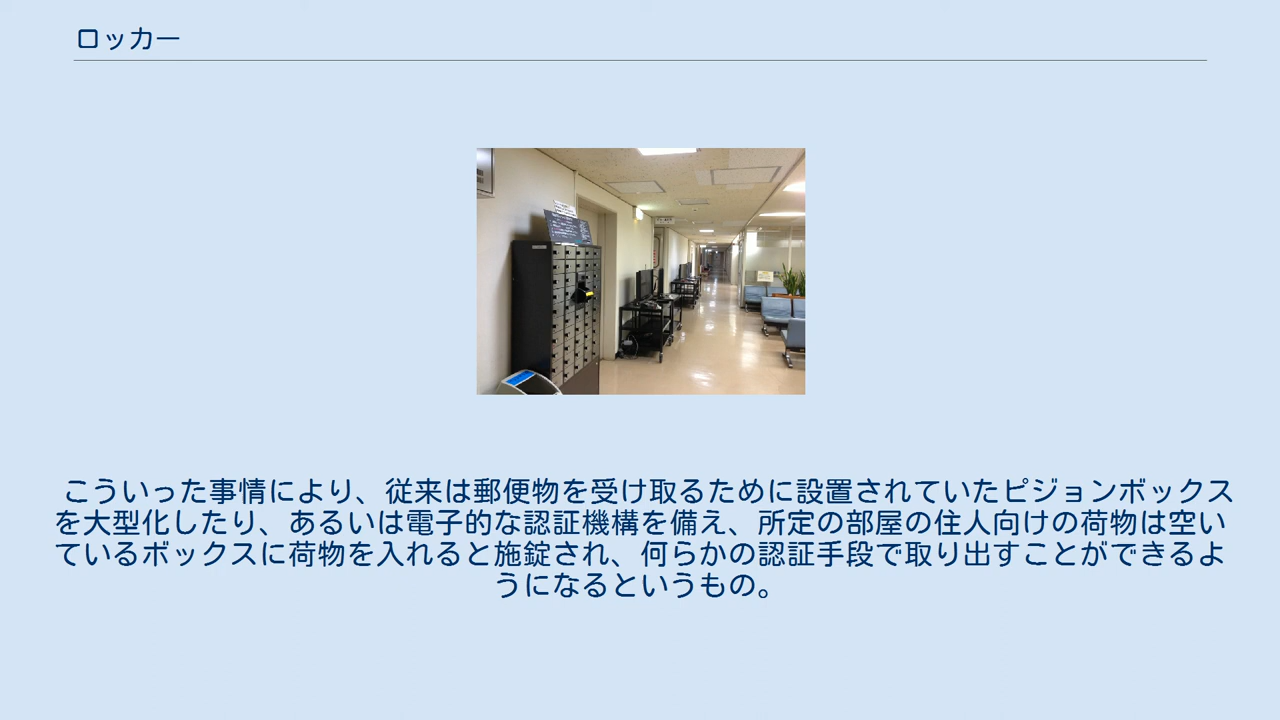 ロッカー
こういった事情により、従来は郵便物を受け取るために設置されていたピジョンボックス
を大型化したり、あるいは電子的な認証機構を備え、所定の部屋の住人向けの荷物は空い
ているボックスに荷物を入れると施錠され、何らかの認証手段で取り出すことができるよ
うになるというもの。